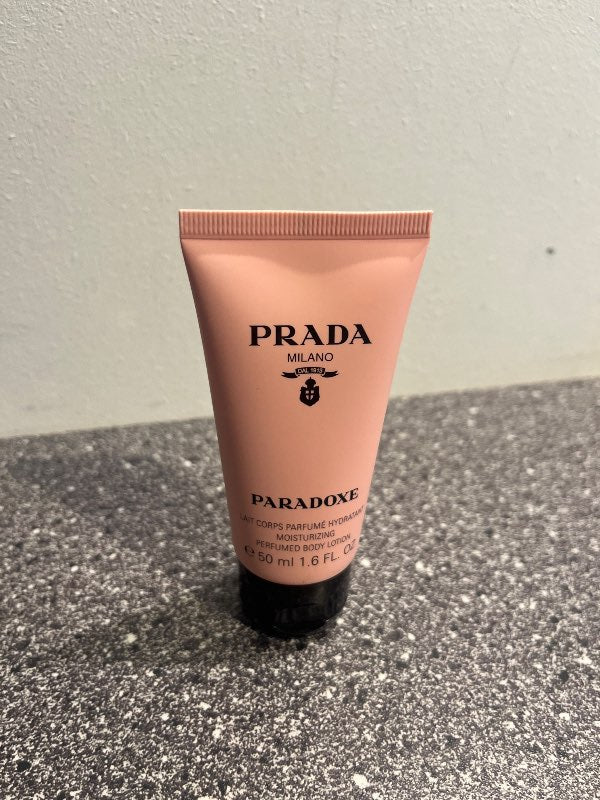 PRADA
MILANO
DAL 1913
PARADOXE
LAIT CORPS PARFUMÉ HYDRATANT
MOISTURIZING
PERFUMED BODY LOTION
℮ 50 ml 1.6 FL. OZ